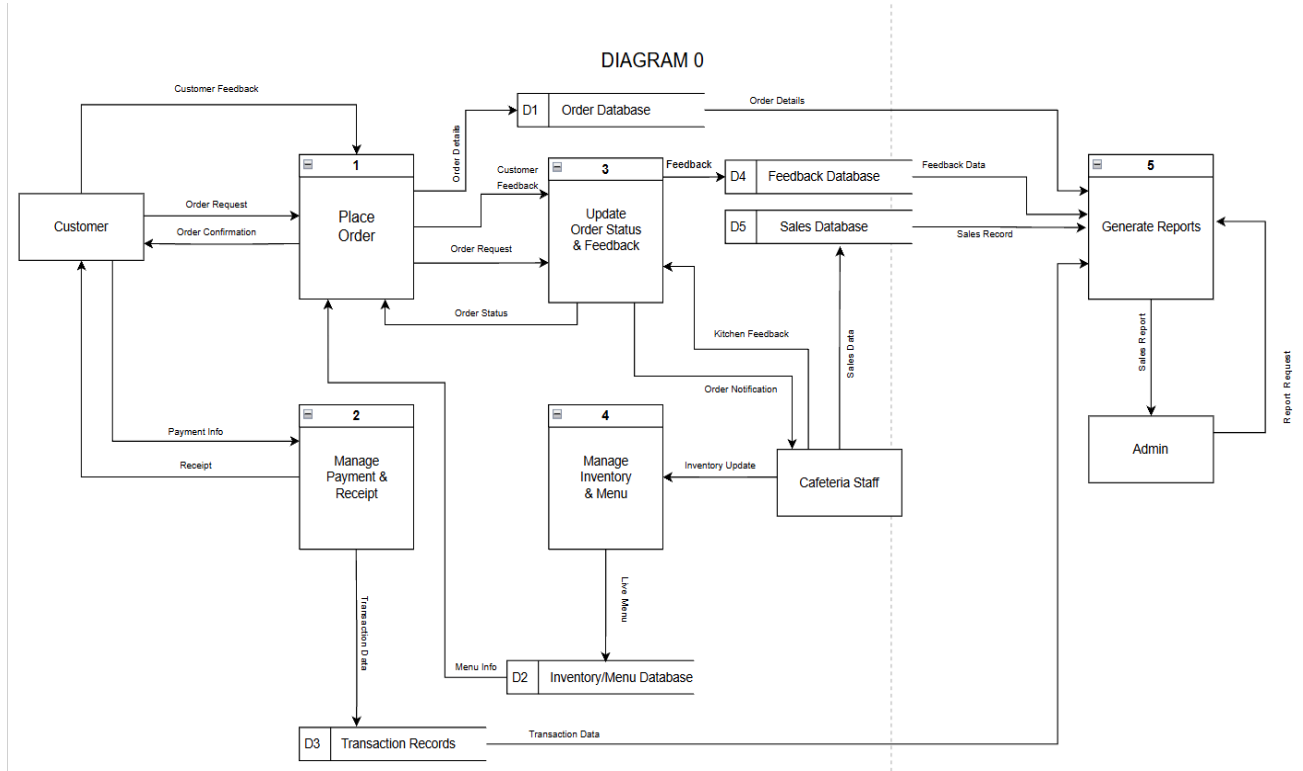 DIAGRAM 0
Customer Feedback
D1
Order Database
Order Details
Order Details
1
Place
Order
Customer
Feedback
3
Update
Order Status
& Feedback
Feedback
D4
Feedback Database
Feedback Data
5
Generate Reports
Customer
Order Request
Order Confirmation
Order Request
D5
Sales Database
Sales Record
Order Status
Kitchen Feedback
Sales Data
Sales Report
Report Request
Order Notification
2
Manage
Payment &
Receipt
4
Manage
Inventory
& Menu
Payment Info
Receipt
Inventory Update
Cafeteria Staff
Admin
Transaction Data
Live Menu
Menu Info
D2
Inventory/Menu Database
D3
Transaction Records
Transaction Data